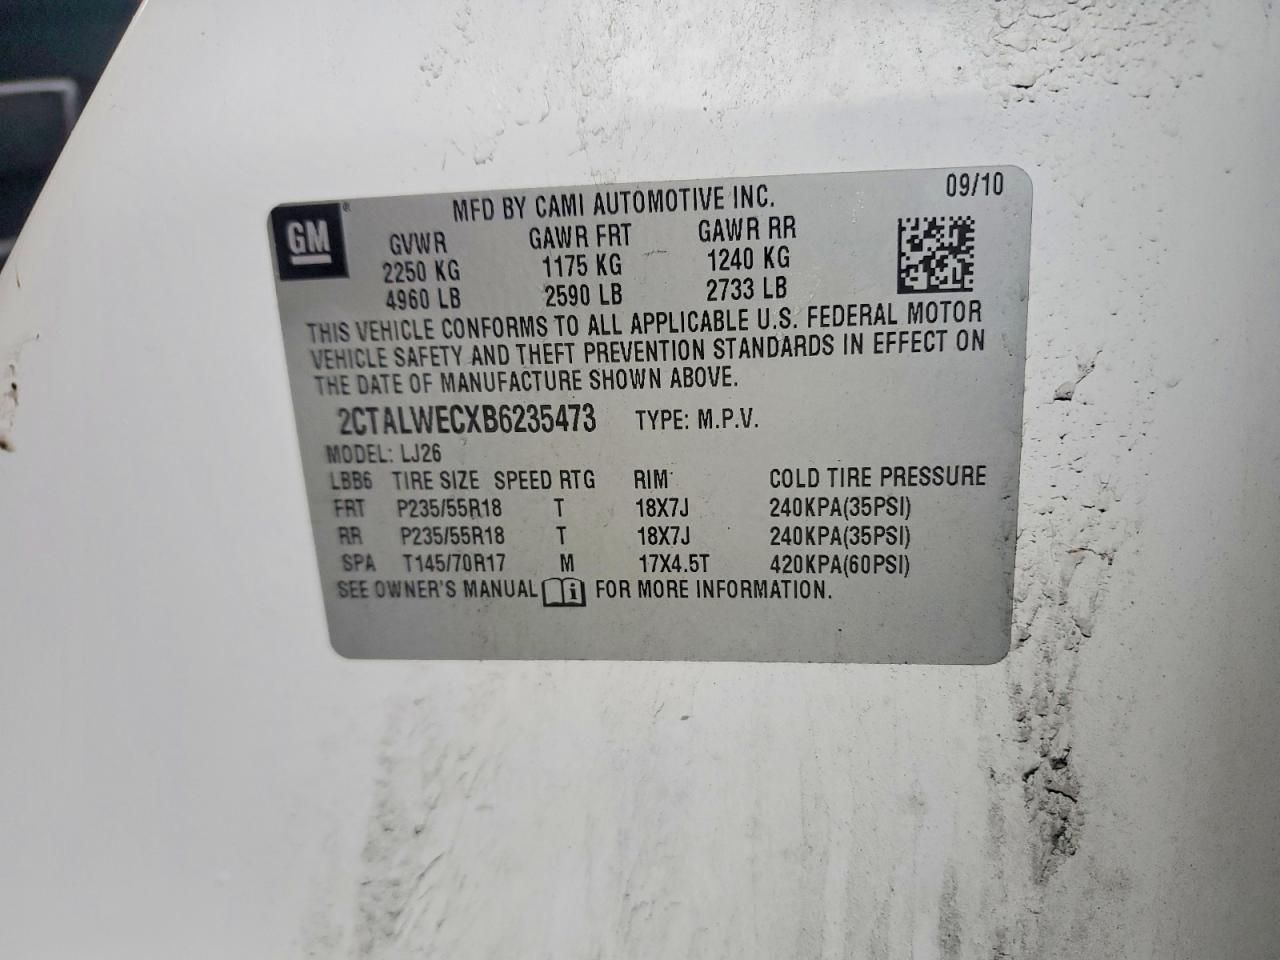 GM ® MFD BY CAMI AUTOMOTIVE INC. 09/10
GVWR GAWR FRT GAWR RR
2250 KG 1175 KG 1240 KG
4960 LB 2590 LB 2733 LB
THIS VEHICLE CONFORMS TO ALL APPLICABLE U.S. FEDERAL MOTOR
VEHICLE SAFETY AND THEFT PREVENTION STANDARDS IN EFFECT ON
THE DATE OF MANUFACTURE SHOWN ABOVE.
2CTALWECXB6235473 TYPE: M.P.V.
MODEL: LJ26
LBB6 TIRE SIZE SPEED RTG RIM COLD TIRE PRESSURE
FRT P235/55R18 T 18X7J 240KPA(35PSI)
RR P235/55R18 T 18X7J 240KPA(35PSI)
SPA T145/70R17 M 17X4.5T 420KPA(60PSI)
SEE OWNER'S MANUAL i FOR MORE INFORMATION.